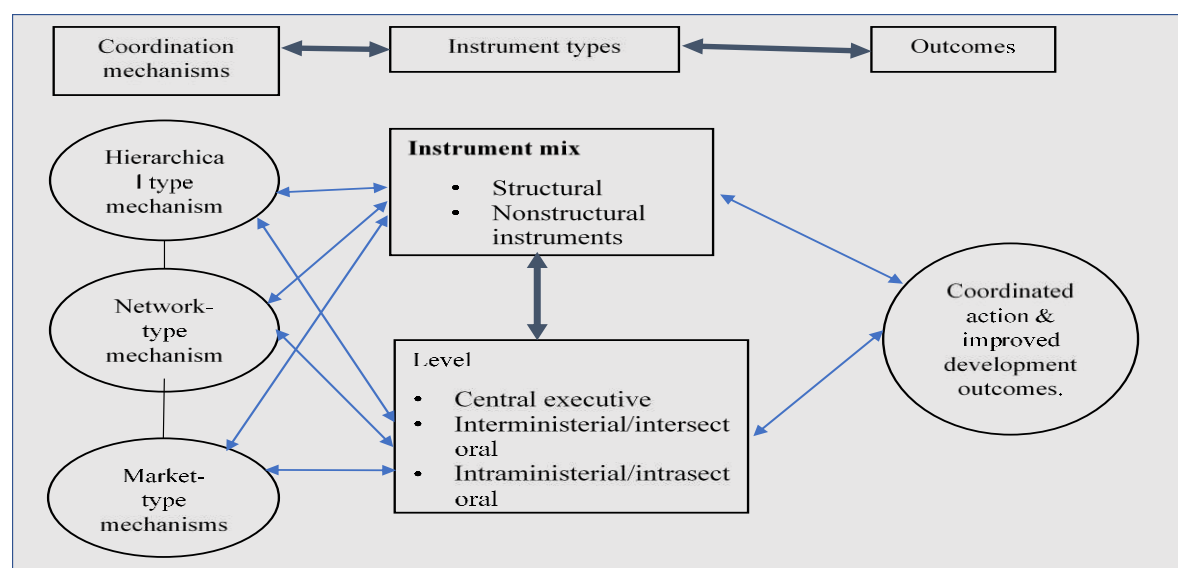 Coordination
mechanisms
Instrument types
Outcomes
Hierarchica
l type
mechanism
Instrument mix
• Structural
• Nonstructural
instruments
Network-
type
mechanism
Coordinated
action &
improved
development
outcomes.
Level
• Central executive
• Interministerial/intersect
oral
• Intraministerial/intrasect
oral
Market-
type
mechanisms